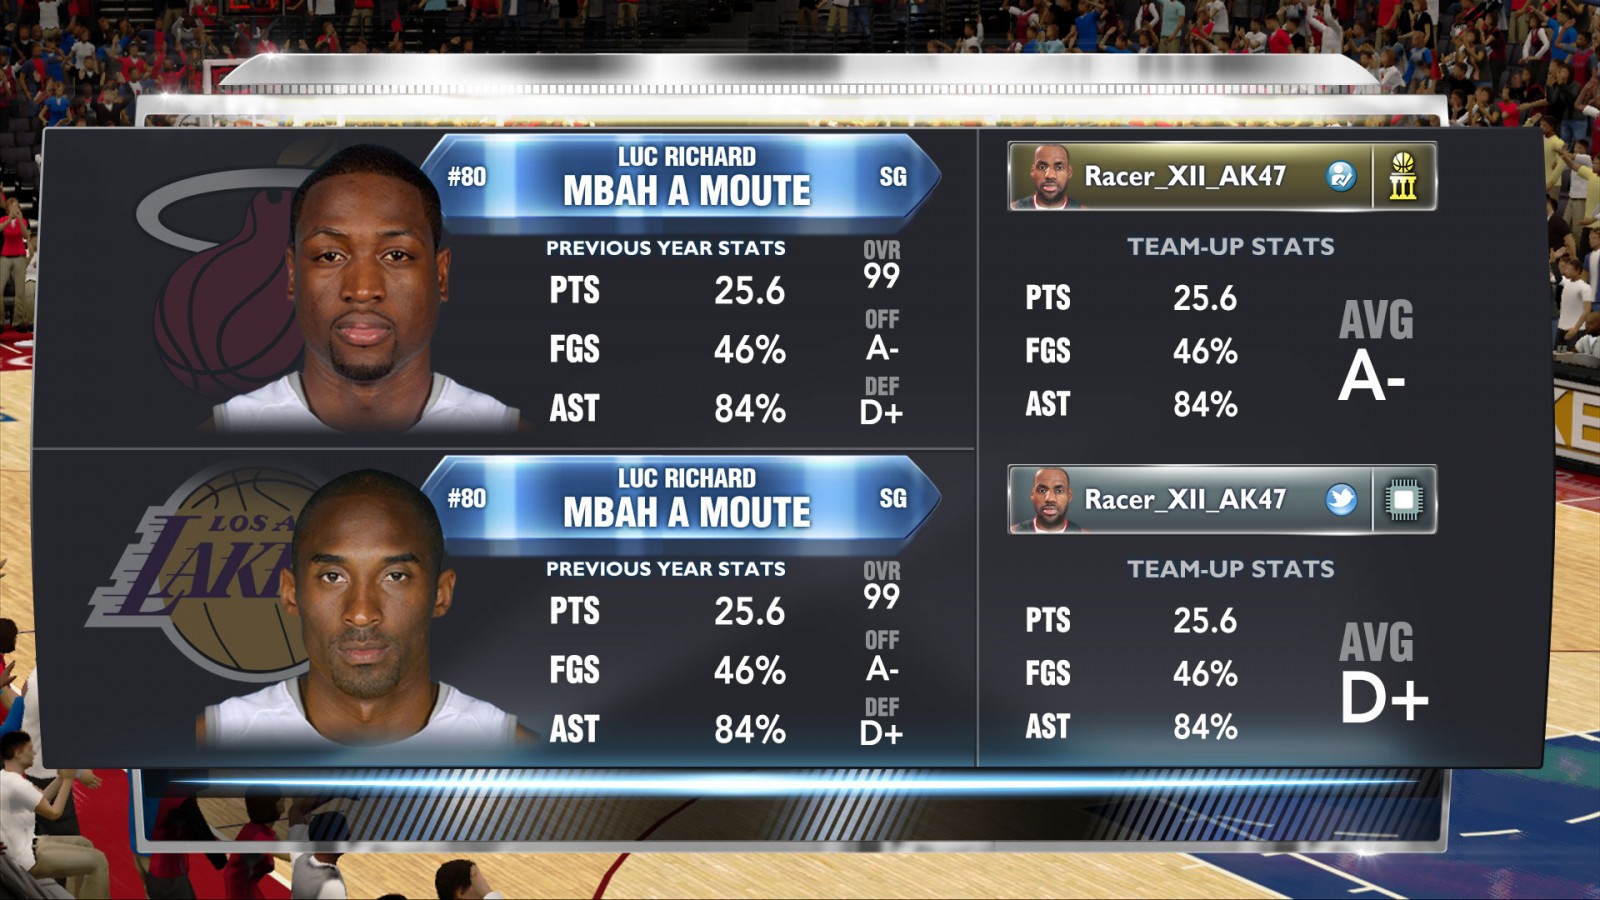 #80
LUC RICHARD
MBAH A MOUTE
SG
PREVIOUS YEAR STATS
OVR
99
PTS 25.6
OFF
A-
FGS 46%
DEF
D+
AST 84%
Racer_XII_AK47
TEAM-UP STATS
PTS 25.6
FGS 46%
AST 84%
AVG
A-
LOS A
LAKE
#80
LUC RICHARD
MBAH A MOUTE
SG
PREVIOUS YEAR STATS
OVR
99
PTS 25.6
OFF
A-
FGS 46%
DEF
D+
AST 84%
Racer_XII_AK47
TEAM-UP STATS
PTS 25.6
FGS 46%
AST 84%
AVG
D+
KE